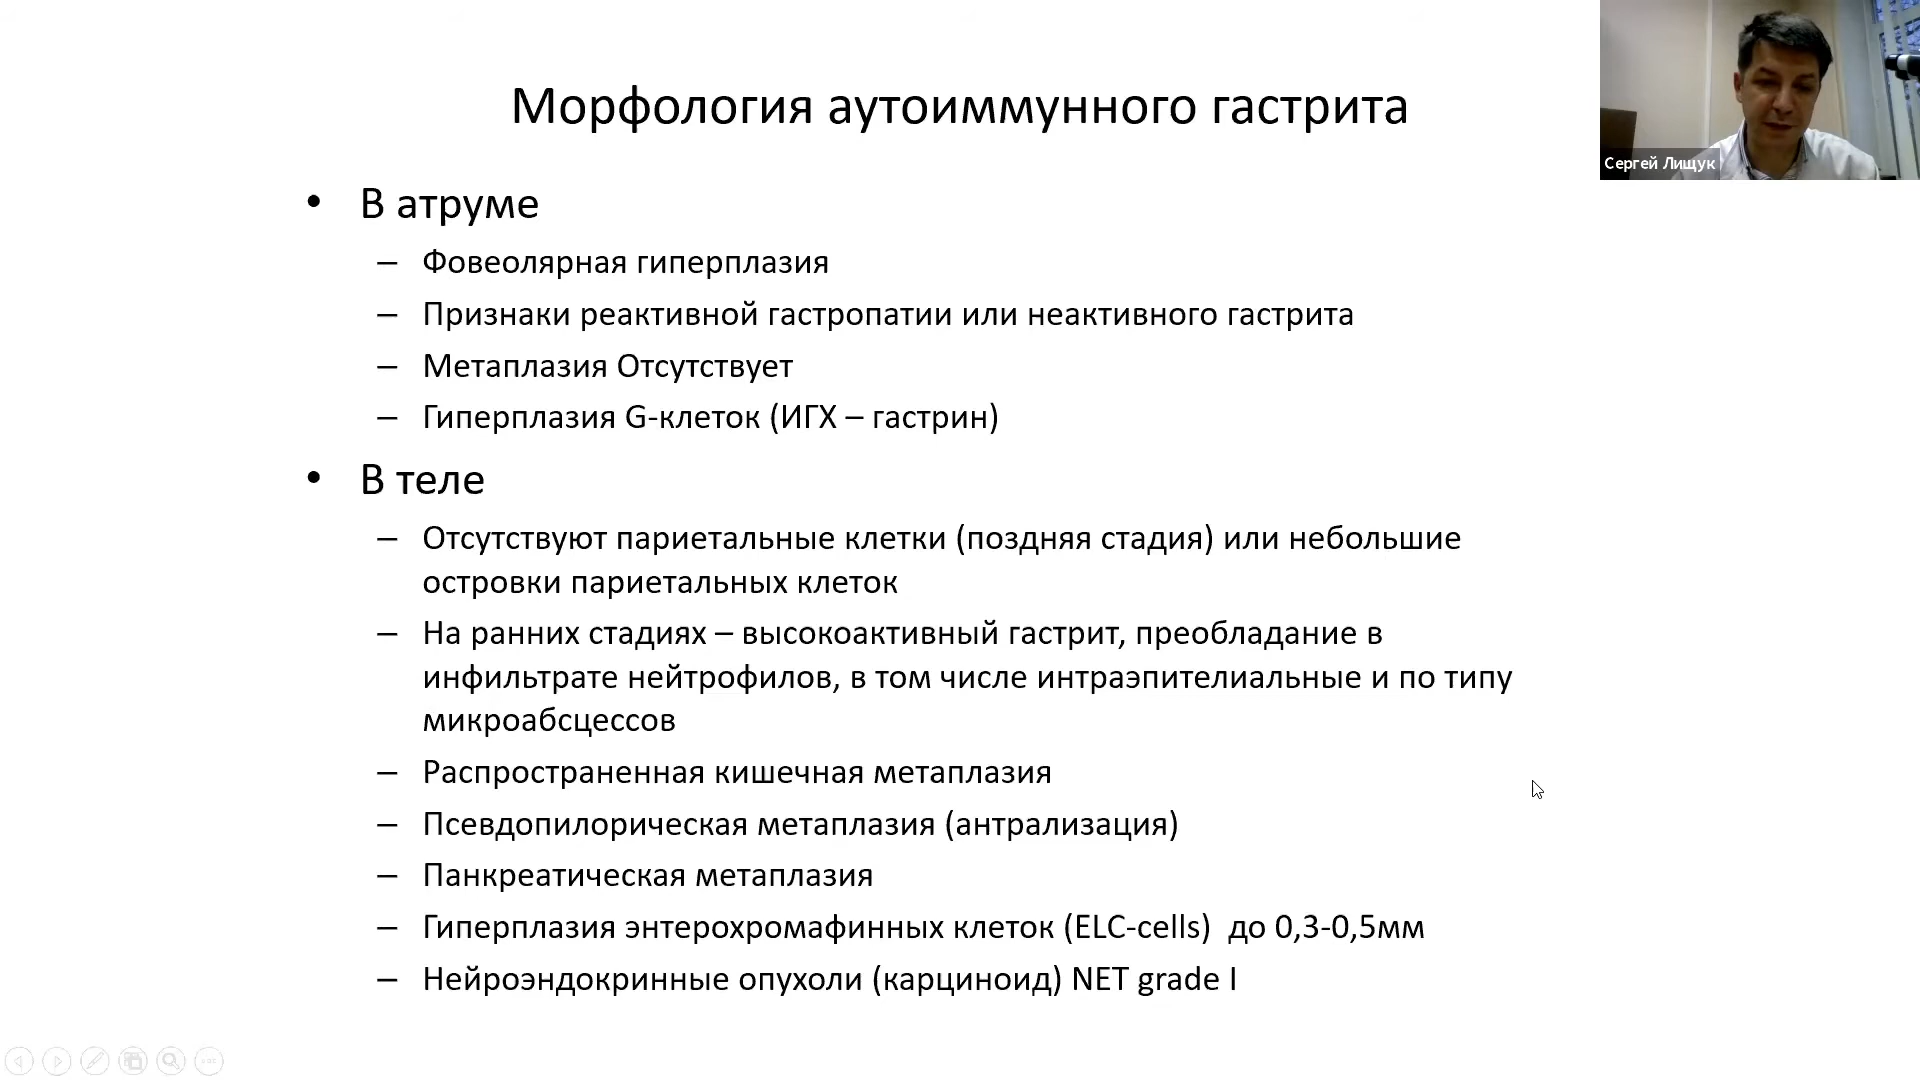 Морфология аутоиммунного гастрита
Сергей Лищук
• В атруме
– Фовеолярная гиперплазия
– Признаки реактивной гастропатии или неактивного гастрита
– Метаплазия Отсутствует
– Гиперплазия G-клеток (ИГХ – гастрин)
• В теле
– Отсутствуют париетальные клетки (поздняя стадия) или небольшие
островки париетальных клеток
– На ранних стадиях – высокоактивный гастрит, преобладание в
инфильтрате нейтрофилов, в том числе интраэпителиальные и по типу
микроабсцессов
– Распространенная кишечная метаплазия
– Псевдопилорическая метаплазия (антрализация)
– Панкреатическая метаплазия
– Гиперплазия энтерохромафинных клеток (ELC-cells)  до 0,3-0,5мм
– Нейроэндокринные опухоли (карциноид) NET grade I